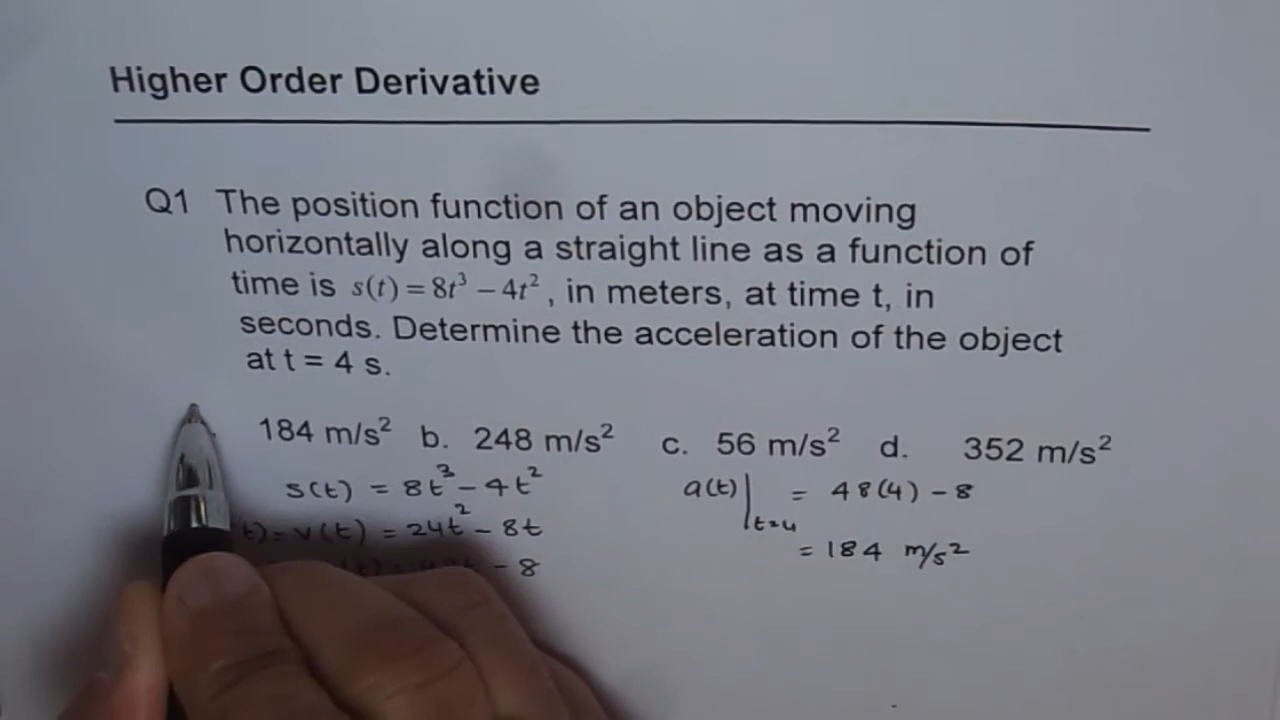 Higher Order Derivative
Q1 The position function of an object moving
horizontally along a straight line as a function of
time is s(t) = 8t³ – 4t², in meters, at time t, in
seconds. Determine the acceleration of the object
at t = 4 s.
184 m/s² b. 248 m/s² c. 56 m/s² d. 352 m/s²
s(t) = 8t³ – 4t²
t) = v(t) = 24t² – 8t
– 8
a(t)|t=4 = 48(4) – 8
= 184 m/s²